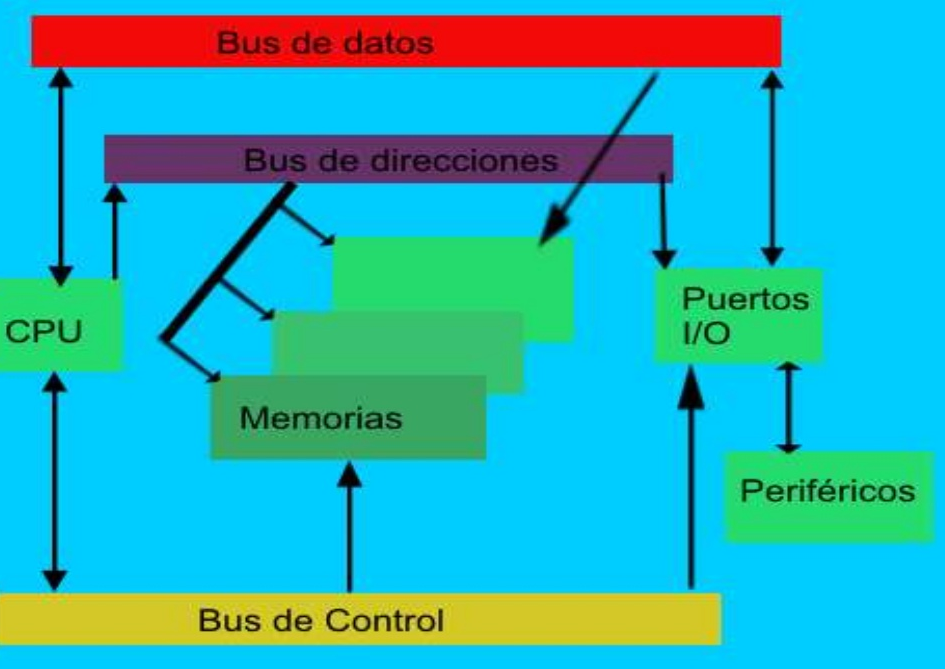 Bus de datos
Bus de direcciones
CPU
Puertos
I/O
Memorias
Periféricos
Bus de Control